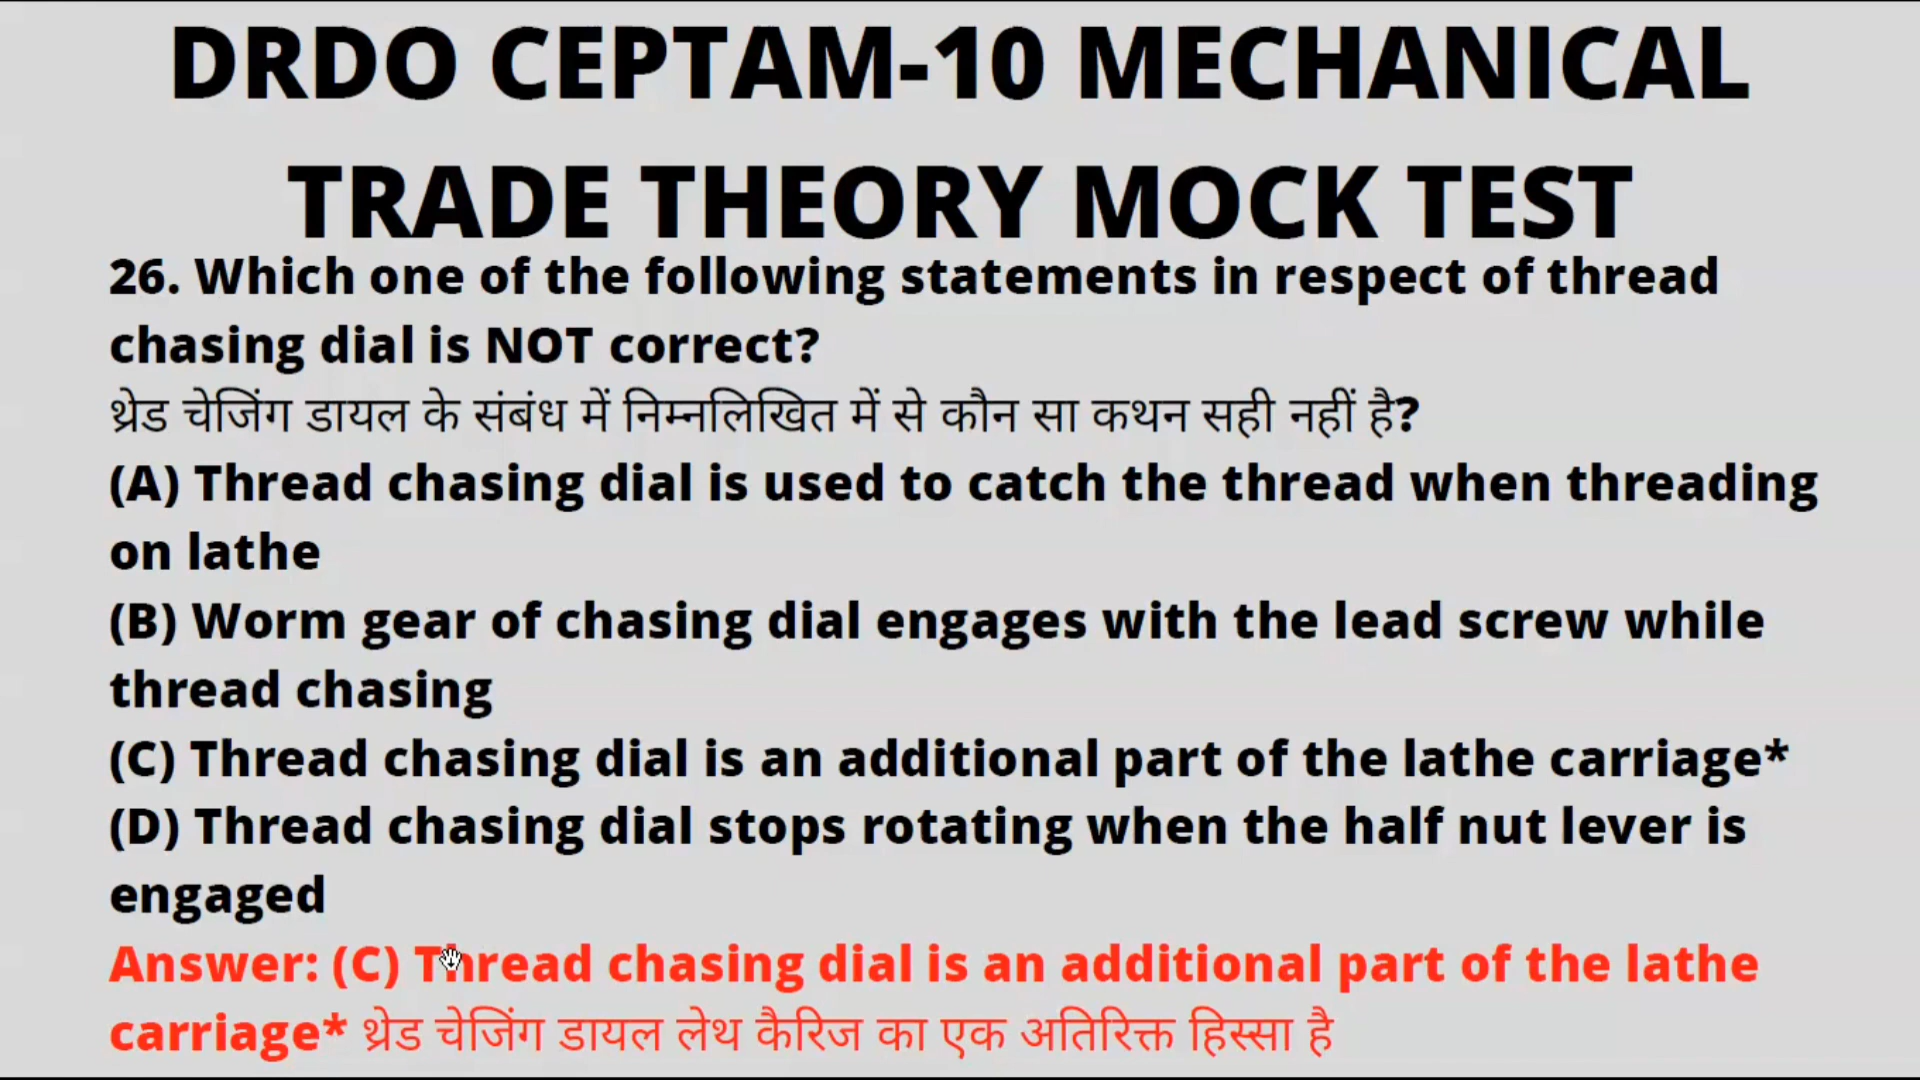 DRDO CEPTAM-10 MECHANICAL
TRADE THEORY MOCK TEST
26. Which one of the following statements in respect of thread
chasing dial is NOT correct?
थ्रेड चेजिंग डायल के संबंध में निम्नलिखित में से कौन सा कथन सही नहीं है?
(A) Thread chasing dial is used to catch the thread when threading
on lathe
(B) Worm gear of chasing dial engages with the lead screw while
thread chasing
(C) Thread chasing dial is an additional part of the lathe carriage*
(D) Thread chasing dial stops rotating when the half nut lever is
engaged
Answer: (C) Thread chasing dial is an additional part of the lathe
carriage* थ्रेड चेजिंग डायल लेथ कैरिज का एक अतिरिक्त हिस्सा है